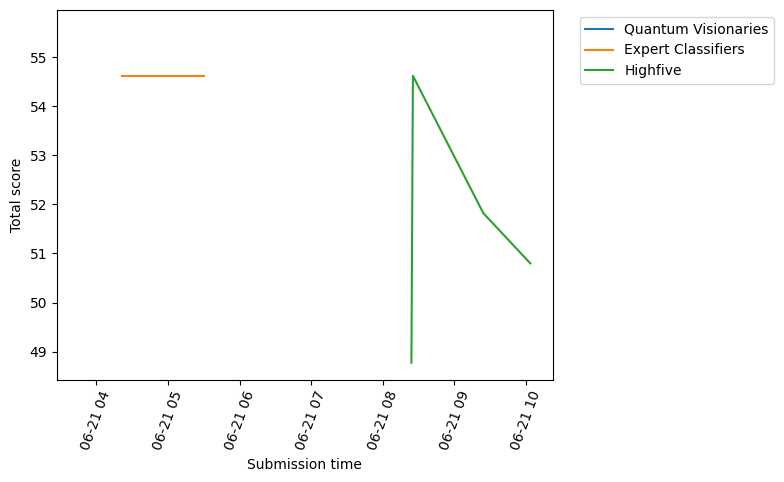 Quantum Visionaries
Expert Classifiers
Highfive
Total score
55
54
53
52
51
50
49
06-21 04
06-21 05
06-21 06
06-21 07
06-21 08
06-21 09
06-21 10
Submission time